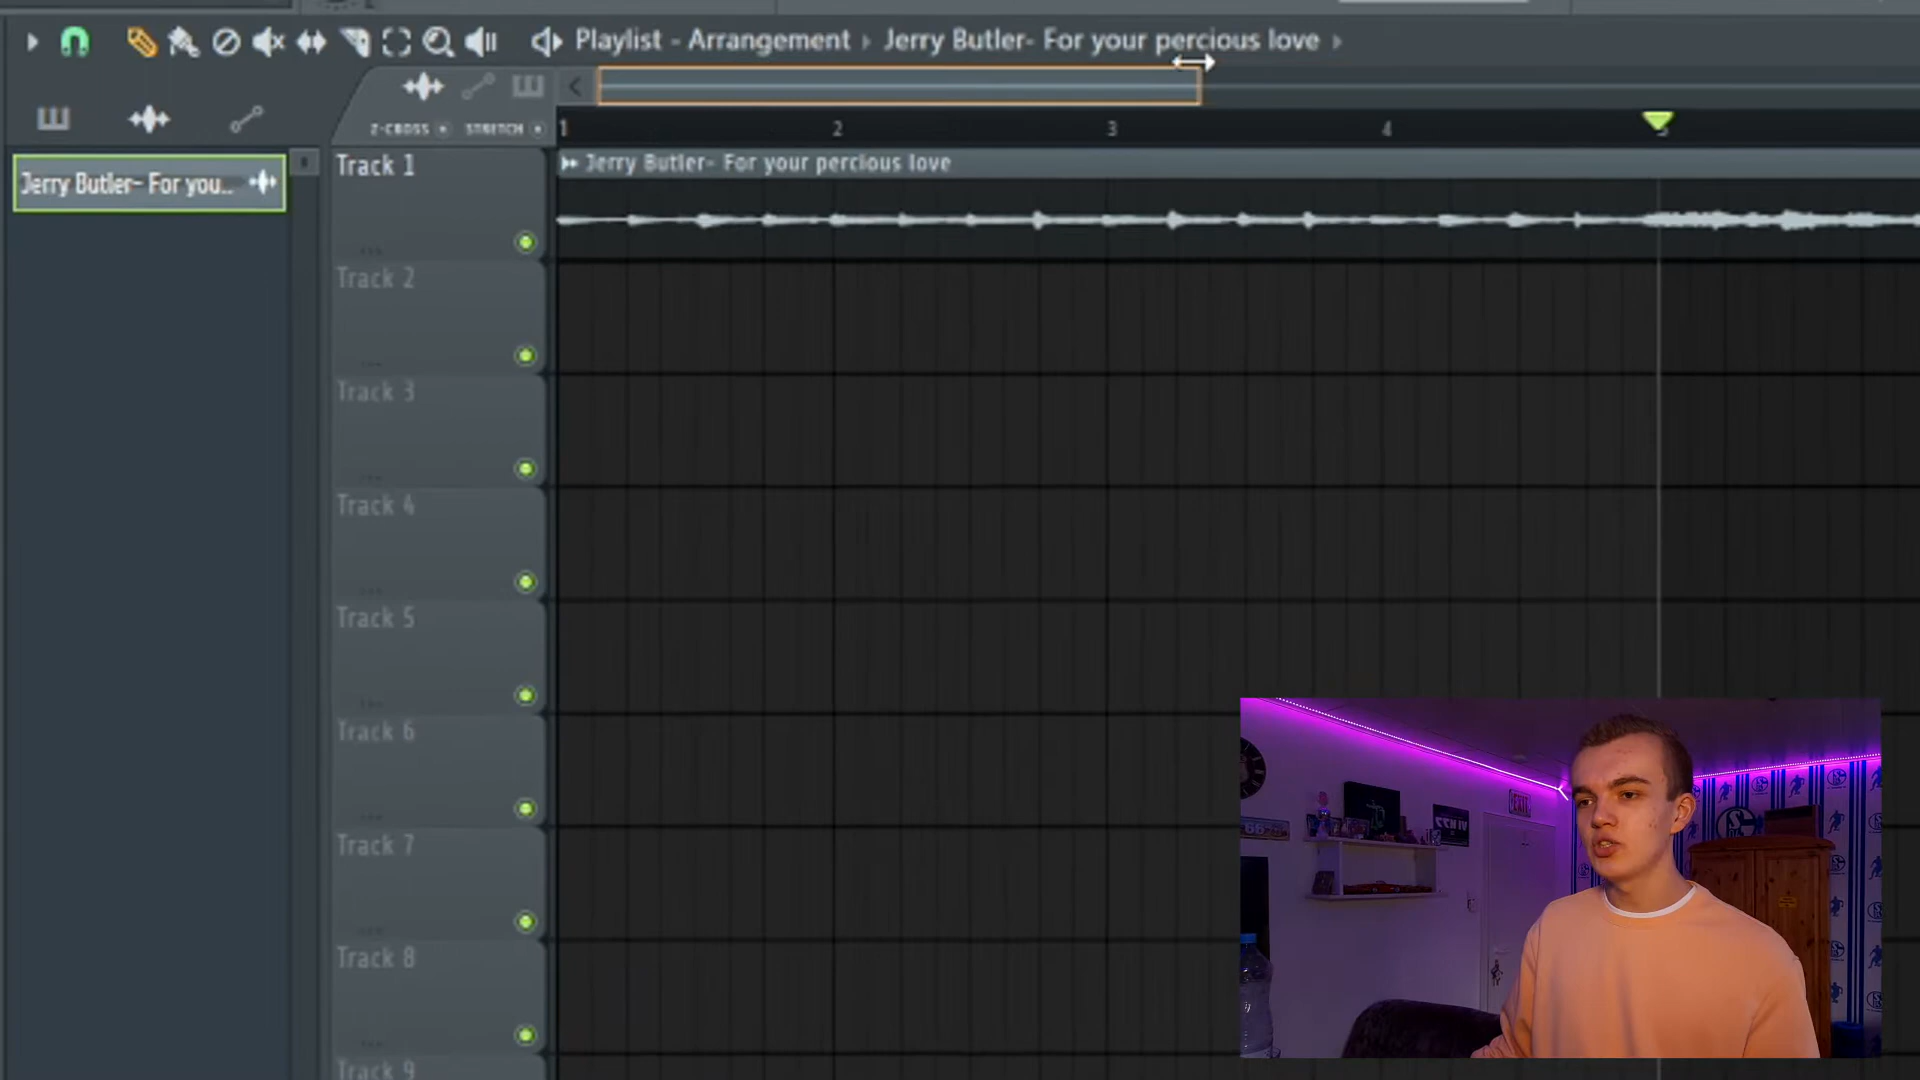 Playlist - Arrangement › Jerry Butler- For your percious love ›
Z-CROSS STRETCH
1 2 3 4 5
Jerry Butler- For you...
Track 1
Jerry Butler- For your percious love
Track 2
Track 3
Track 4
Track 5
Track 6
Track 7
Track 8
Track 9
EXIT